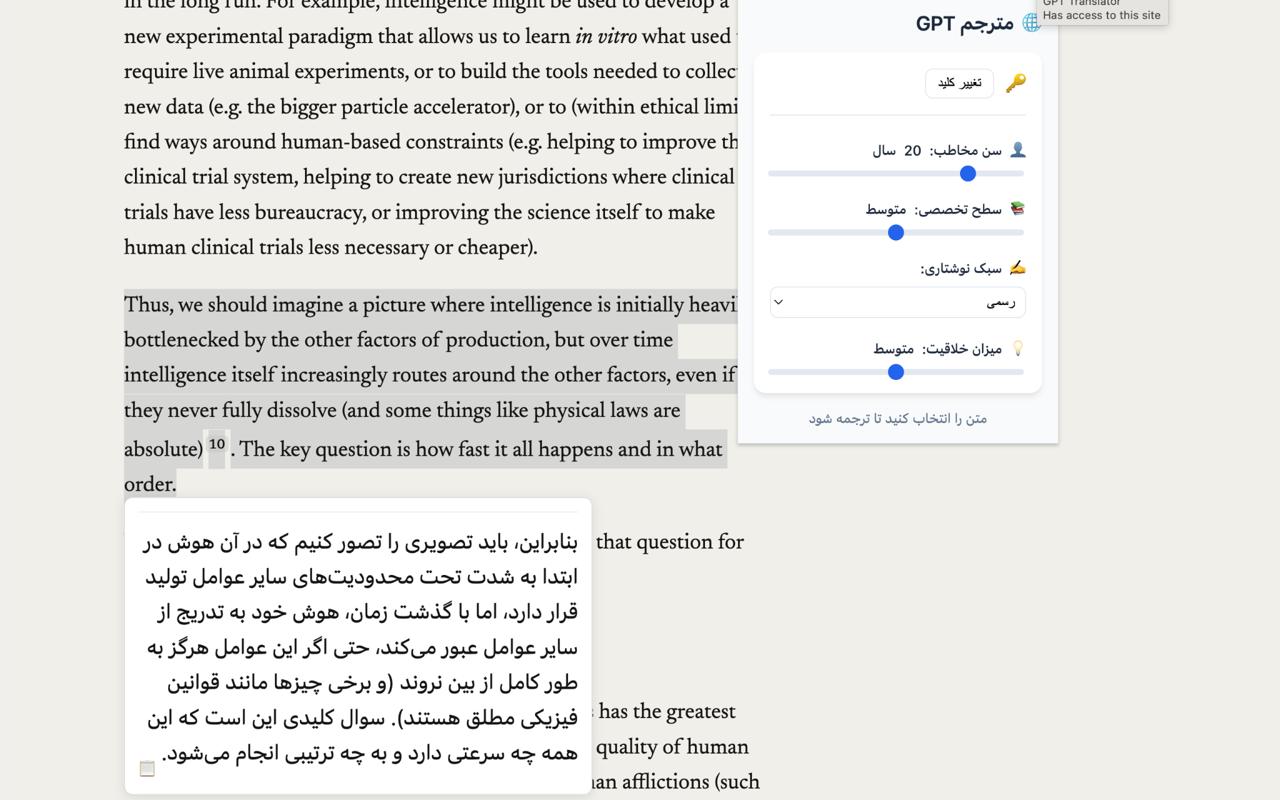 in the long run. For example, intelligence might be used to develop a
new experimental paradigm that allows us to learn in vitro what used
require live animal experiments, or to build the tools needed to collec
new data (e.g. the bigger particle accelerator), or to (within ethical limi
find ways around human-based constraints (e.g. helping to improve th
clinical trial system, helping to create new jurisdictions where clinical
trials have less bureaucracy, or improving the science itself to make
human clinical trials less necessary or cheaper).
Thus, we should imagine a picture where intelligence is initially heavil
bottlenecked by the other factors of production, but over time
intelligence itself increasingly routes around the other factors, even if
they never fully dissolve (and some things like physical laws are
absolute) 10 . The key question is how fast it all happens and in what
order.
that question for
has the greatest
quality of human
an afflictions (such
بنابراین، باید تصویری را تصور کنیم که در آن هوش در
ابتدا به شدت تحت محدودیت‌های سایر عوامل تولید
قرار دارد، اما با گذشت زمان، هوش خود به تدریج از
سایر عوامل عبور می‌کند، حتی اگر این عوامل هرگز به
طور کامل از بین نروند (و برخی چیزها مانند قوانین
فیزیکی مطلق هستند). سوال کلیدی این است که این
همه چه سرعتی دارد و به چه ترتیبی انجام می‌شود.
GPT Translator
Has access to this site
مترجم GPT
تغییر کلید
سن مخاطب: 20 سال
سطح تخصصی: متوسط
سبک نوشتاری:
رسمی
میزان خلاقیت: متوسط
متن را انتخاب کنید تا ترجمه شود